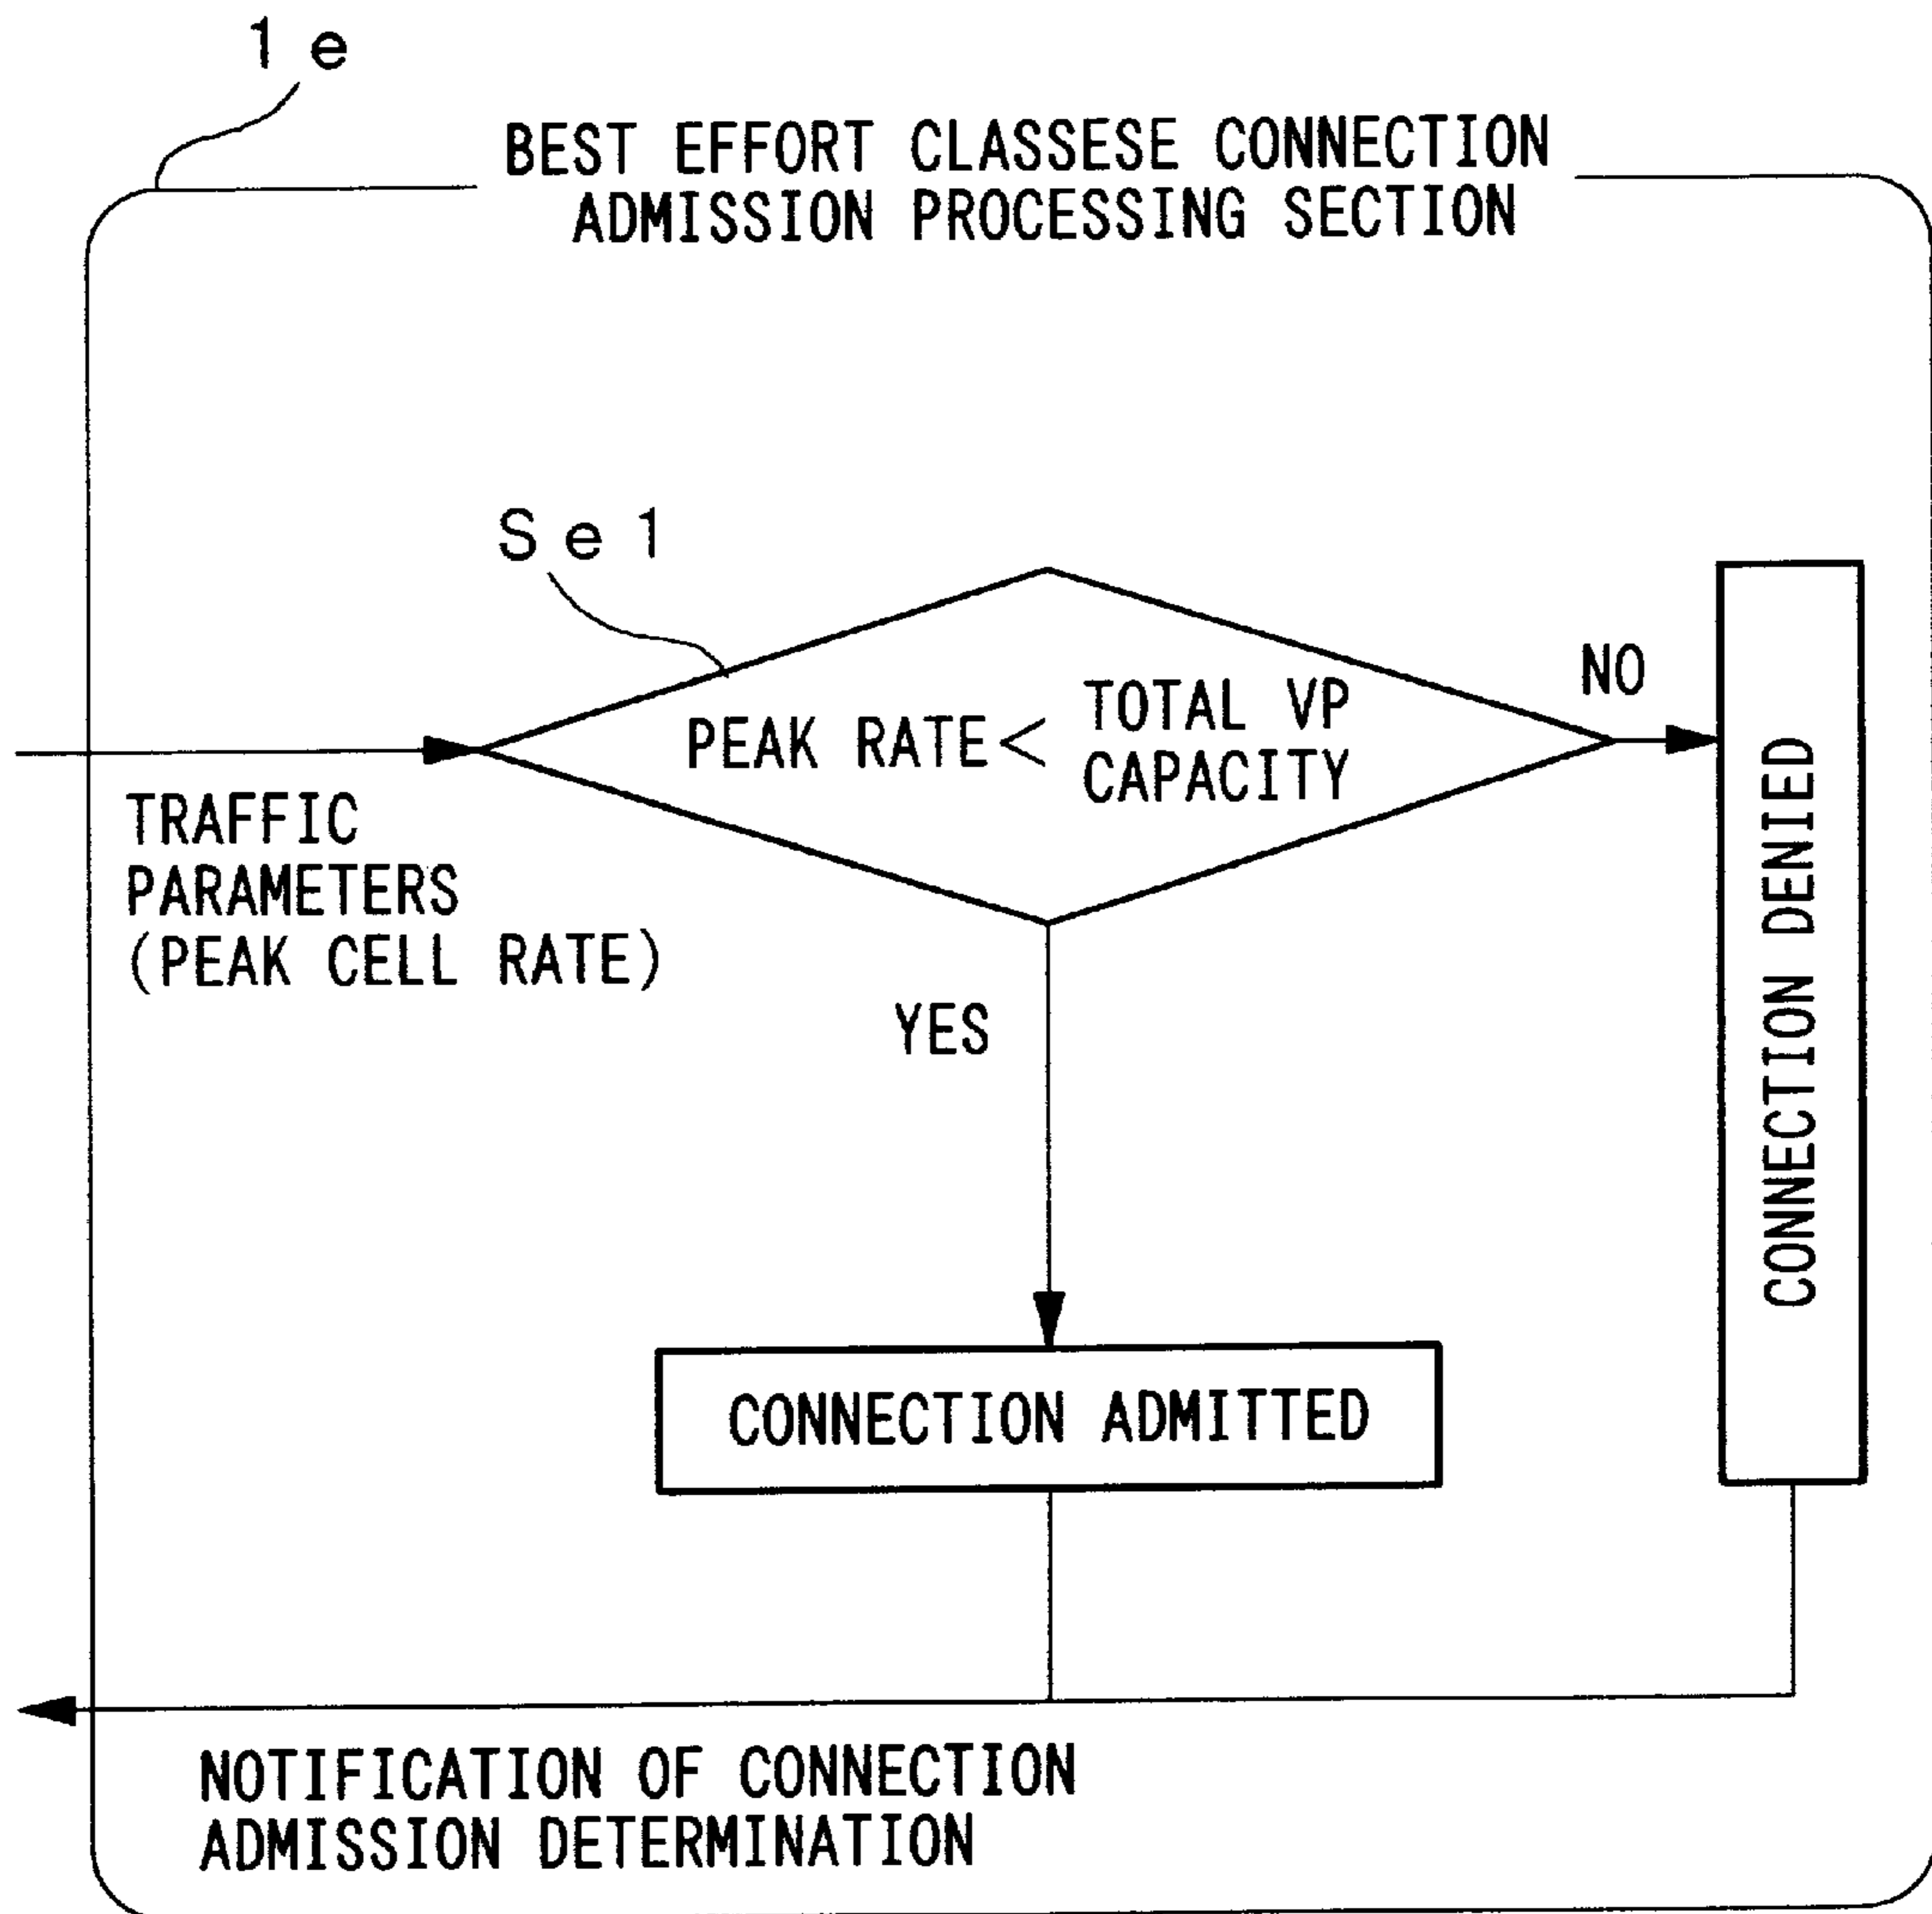 1e
BEST EFFORT CLASSESE CONNECTION
ADMISSION PROCESSING SECTION
Se1
NO
PEAK RATE <
TOTAL VP
CAPACITY
TRAFFIC
PARAMETERS
(PEAK CELL RATE)
YES
CONNECTION DENIED
CONNECTION ADMITTED
NOTIFICATION OF CONNECTION
ADMISSION DETERMINATION